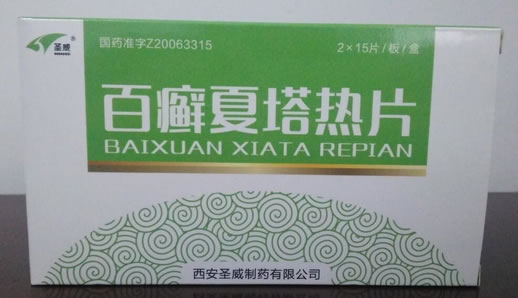 圣威®
国药准字Z20063315
2×15片/板/盒
百癣夏塔热片
BAIXUAN XIATA REPIAN
西安圣威制药有限公司